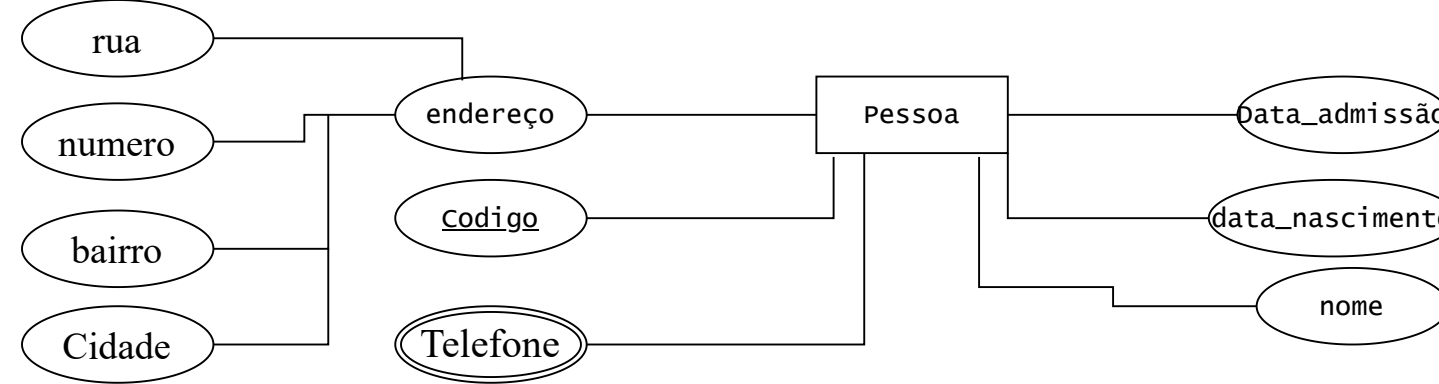 rua
endereço
Pessoa
Data_admissão
numero
Codigo
data_nascimento
bairro
nome
Cidade
Telefone